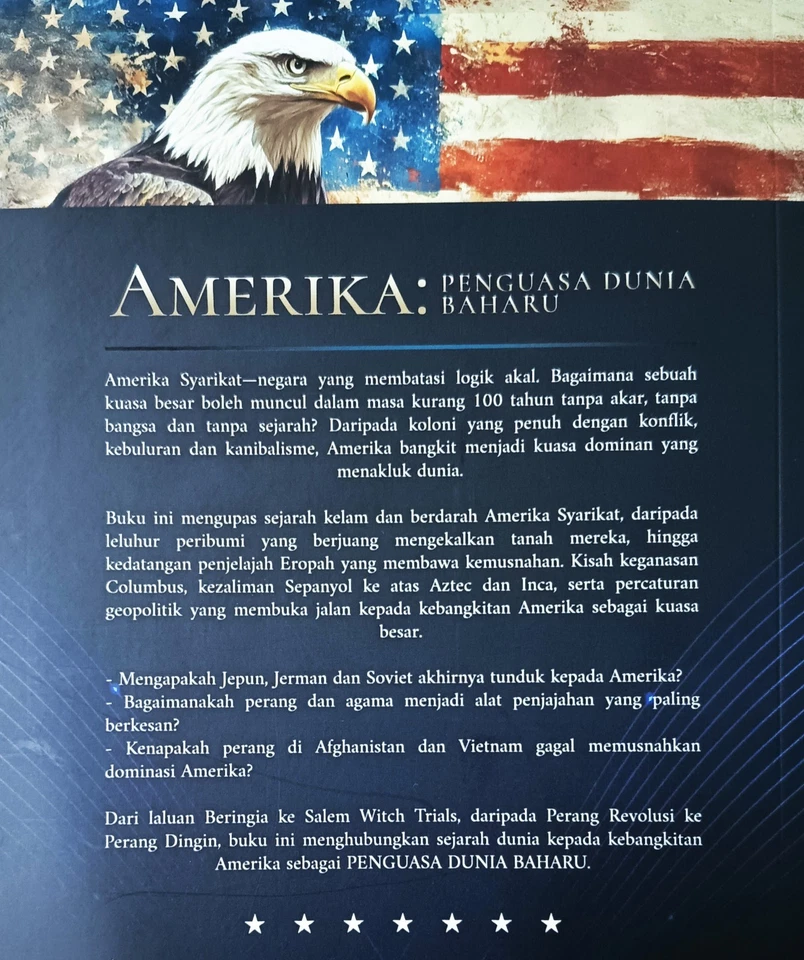 AMERIKA: PENGUASA DUNIA
BAHARU
Amerika Syarikat—negara yang membatasi logik akal. Bagaimana sebuah
kuasa besar boleh muncul dalam masa kurang 100 tahun tanpa akar, tanpa
bangsa dan tanpa sejarah? Daripada koloni yang penuh dengan konflik,
kebuluran dan kanibalisme, Amerika bangkit menjadi kuasa dominan yang
menakluk dunia.
Buku ini mengupas sejarah kelam dan berdarah Amerika Syarikat, daripada
leluhur peribumi yang berjuang mengekalkan tanah mereka, hingga
kedatangan penjelajah Eropah yang membawa kemusnahan. Kisah keganasan
Columbus, kezaliman Sepanyol ke atas Aztec dan Inca, serta percaturan
geopolitik yang membuka jalan kepada kebangkitan Amerika sebagai kuasa
besar.
- Mengapakah Jepun, Jerman dan Soviet akhirnya tunduk kepada Amerika?
- Bagaimanakah perang dan agama menjadi alat penjajahan yang paling
berkesan?
- Kenapakah perang di Afghanistan dan Vietnam gagal memusnahkan
dominasi Amerika?
Dari laluan Beringia ke Salem Witch Trials, daripada Perang Revolusi ke
Perang Dingin, buku ini menghubungkan sejarah dunia kepada kebangkitan
Amerika sebagai PENGUASA DUNIA BAHARU.